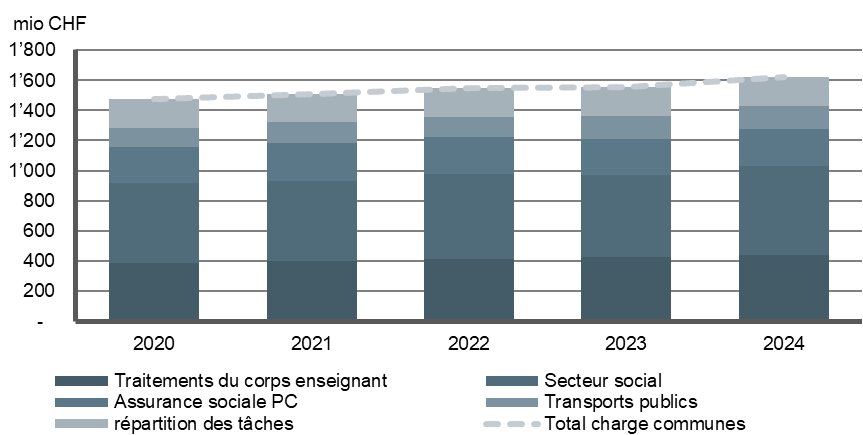 mio CHF
1’800
1’600
1’400
1’200
1’000
800
600
400
200
-
2020 2021 2022 2023 2024
Traitements du corps enseignant Secteur social
Assurance sociale PC Transports publics
répartition des tâches Total charge communes